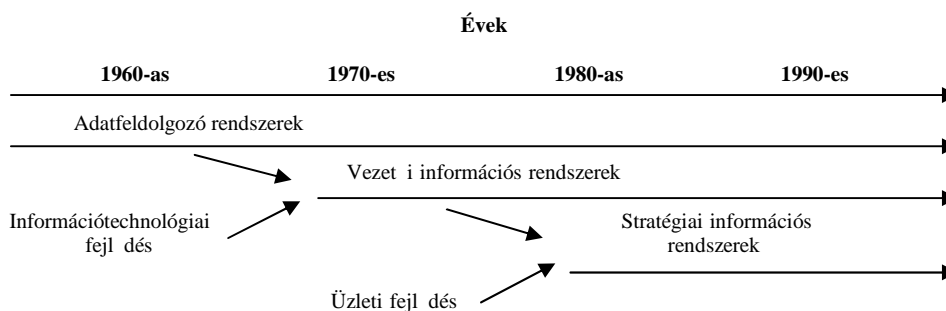 Évek
1960-as 1970-es 1980-as 1990-es
Adatfeldolgozó rendszerek
Vezet i információs rendszerek
Információtechnológiai
fejl dés
Stratégiai információs
rendszerek
Üzleti fejl dés